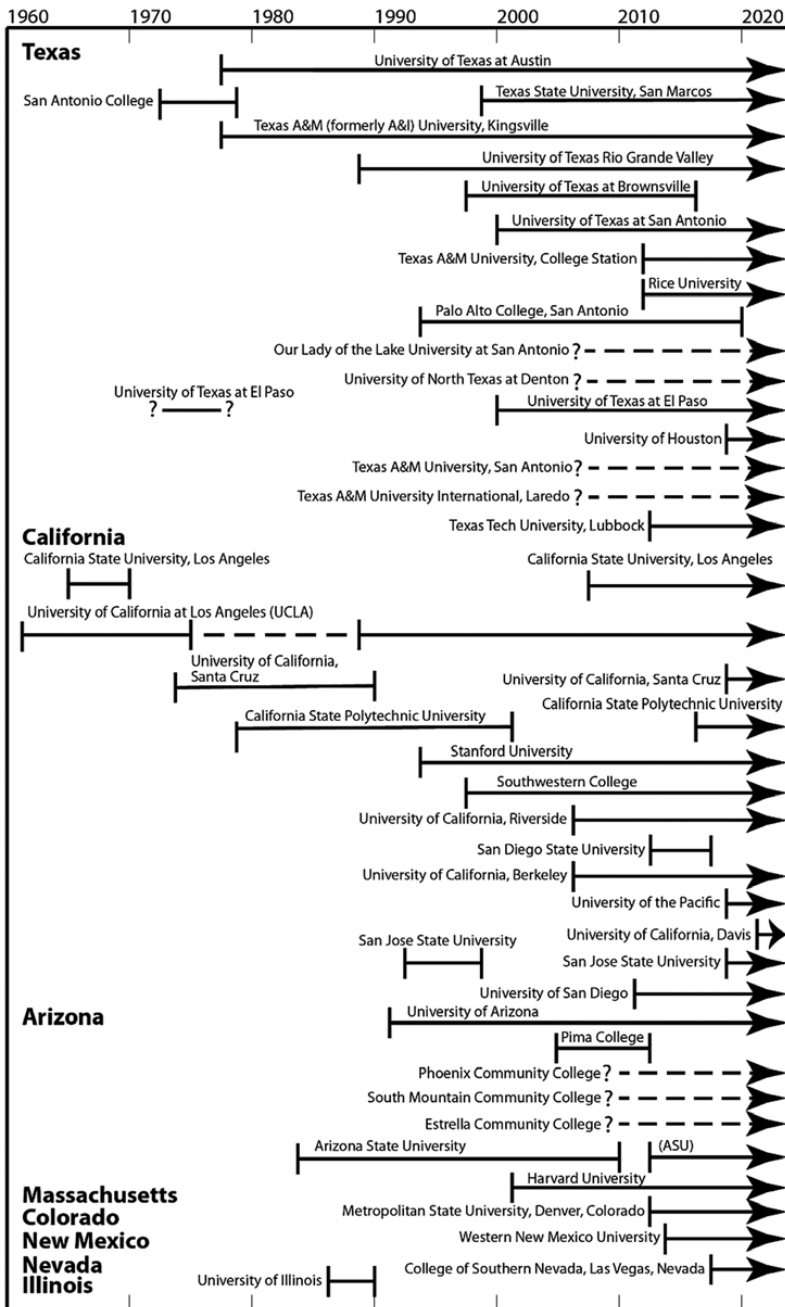 1960 1970 1980 1990 2000 2010 2020
Texas
University of Texas at Austin
San Antonio College
Texas State University, San Marcos
Texas A&M (formerly A&I) University, Kingsville
University of Texas Rio Grande Valley
University of Texas at Brownsville
University of Texas at San Antonio
Texas A&M University, College Station
Rice University
Palo Alto College, San Antonio
Our Lady of the Lake University at San Antonio ?
University of North Texas at Denton ?
University of Texas at El Paso
? ?
University of Texas at El Paso
University of Houston
Texas A&M University, San Antonio ?
Texas A&M University International, Laredo ?
Texas Tech University, Lubbock
California
California State University, Los Angeles
California State University, Los Angeles
University of California at Los Angeles (UCLA)
University of California,
Santa Cruz
University of California, Santa Cruz
California State Polytechnic University
California State Polytechnic University
Stanford University
Southwestern College
University of California, Riverside
San Diego State University
University of California, Berkeley
University of the Pacific
University of California, Davis
San Jose State University
San Jose State University
University of San Diego
Arizona
University of Arizona
Pima College
Phoenix Community College ?
South Mountain Community College ?
Estrella Community College ?
Arizona State University
(ASU)
Harvard University
Massachusetts
Metropolitan State University, Denver, Colorado
Colorado
Western New Mexico University
New Mexico
Nevada
College of Southern Nevada, Las Vegas, Nevada
Illinois
University of Illinois